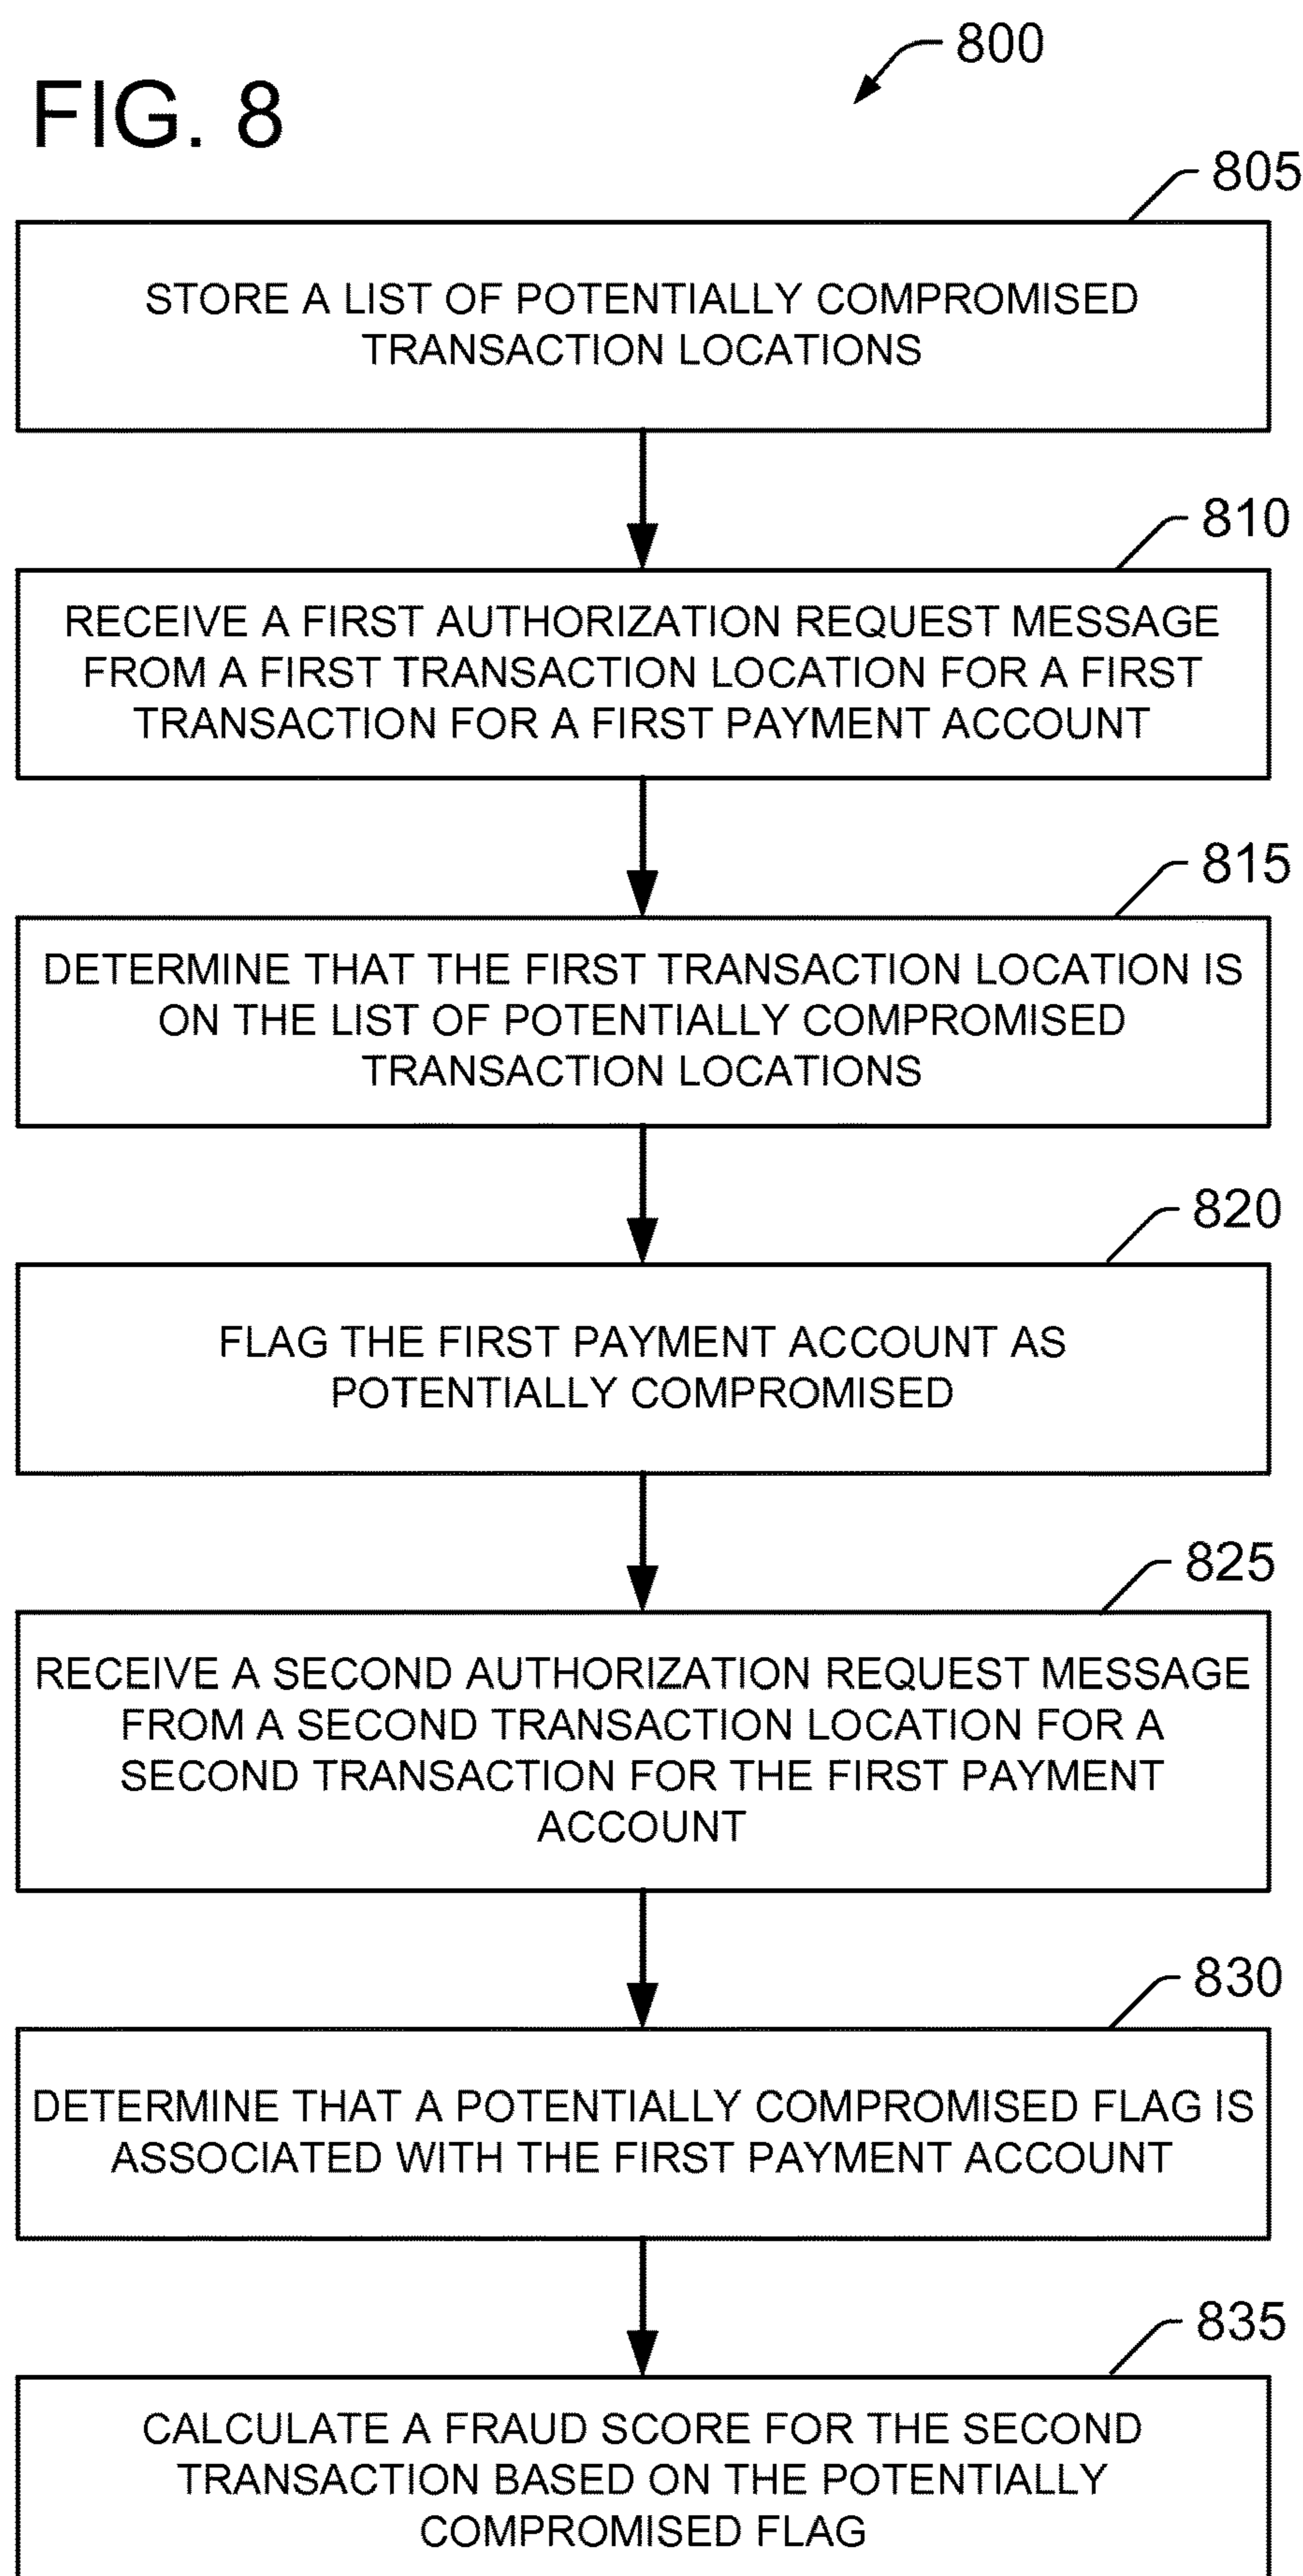 800
FIG. 8
805
STORE A LIST OF POTENTIALLY COMPROMISED
TRANSACTION LOCATIONS
810
RECEIVE A FIRST AUTHORIZATION REQUEST MESSAGE
FROM A FIRST TRANSACTION LOCATION FOR A FIRST
TRANSACTION FOR A FIRST PAYMENT ACCOUNT
815
DETERMINE THAT THE FIRST TRANSACTION LOCATION IS
ON THE LIST OF POTENTIALLY COMPROMISED
TRANSACTION LOCATIONS
820
FLAG THE FIRST PAYMENT ACCOUNT AS
POTENTIALLY COMPROMISED
825
RECEIVE A SECOND AUTHORIZATION REQUEST MESSAGE
FROM A SECOND TRANSACTION LOCATION FOR A
SECOND TRANSACTION FOR THE FIRST PAYMENT
ACCOUNT
830
DETERMINE THAT A POTENTIALLY COMPROMISED FLAG IS
ASSOCIATED WITH THE FIRST PAYMENT ACCOUNT
835
CALCULATE A FRAUD SCORE FOR THE SECOND
TRANSACTION BASED ON THE POTENTIALLY
COMPROMISED FLAG